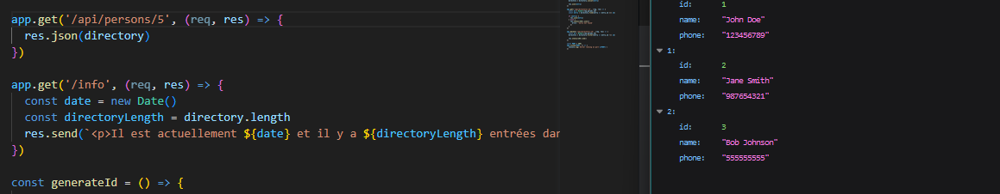 app.get('/api/persons/5', (req, res) => {
  res.json(directory)
})
app.get('/info', (req, res) => {
  const date = new Date()
  const directoryLength = directory.length
  res.send(`<p>Il est actuellement ${date} et il y a ${directoryLength} entrées dan
})
const generateId = () => {
id: 1
name: "John Doe"
phone: "123456789"
1:
id: 2
name: "Jane Smith"
phone: "987654321"
2:
id: 3
name: "Bob Johnson"
phone: "555555555"